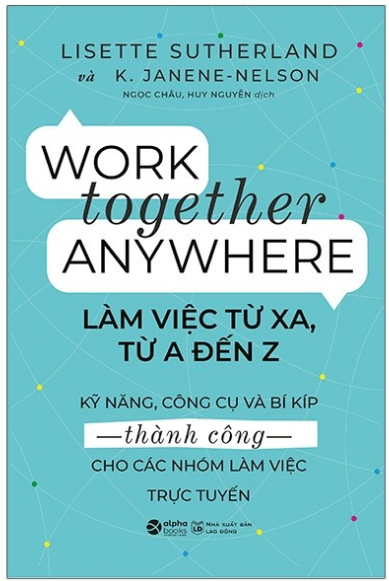 LISETTE SUTHERLAND
và K. JANENE-NELSON
NGỌC CHÂU, HUY NGUYÊN dịch
WORK
together
ANYWHERE
LÀM VIỆC TỪ XA,
TỪ A ĐẾN Z
KỸ NĂNG, CÔNG CỤ VÀ BÍ KÍP
—thành công—
CHO CÁC NHÓM LÀM VIỆC
TRỰC TUYẾN
alpha books
LĐ NHÀ XUẤT BẢN LAO ĐỘNG